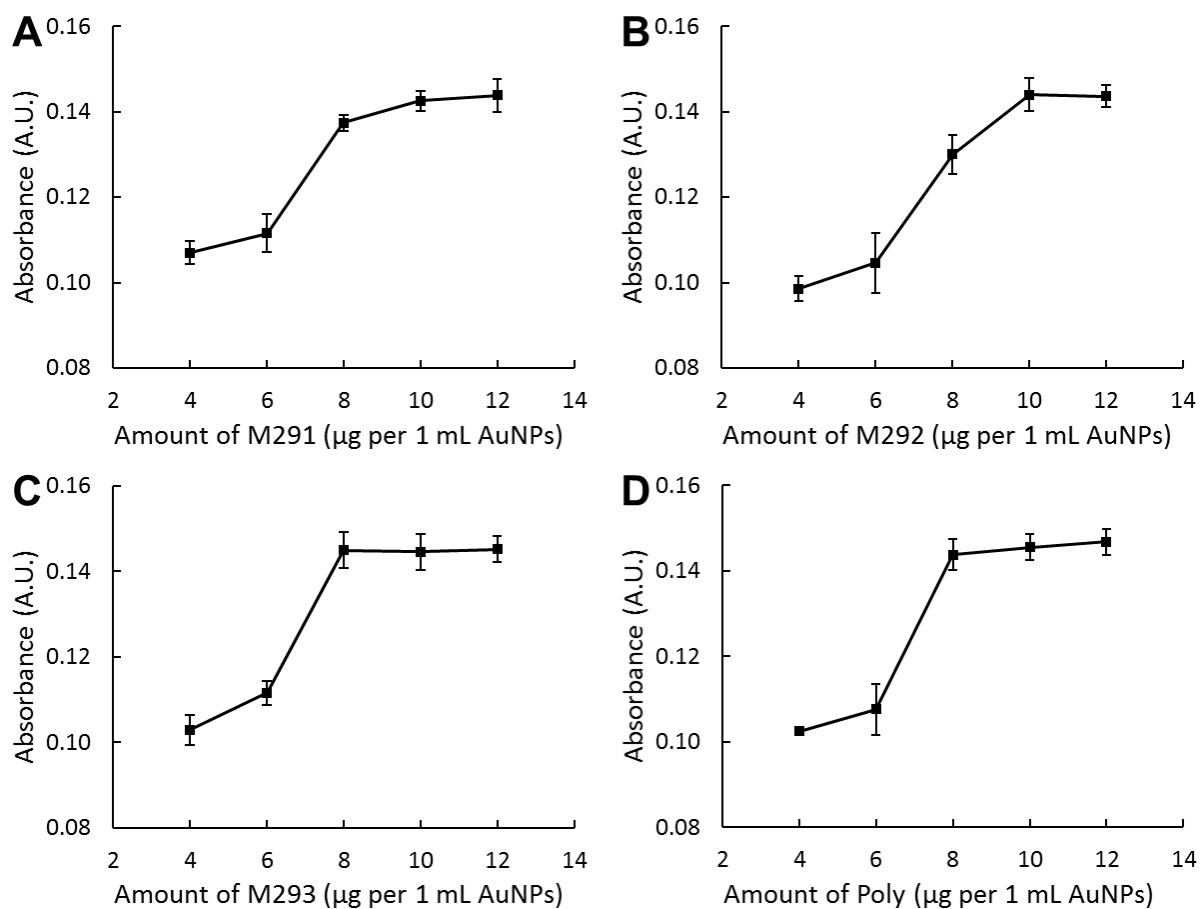 A
Absorbance (A.U.)
0.16
0.14
0.12
0.10
0.08
2 4 6 8 10 12 14
Amount of M291 (µg per 1 mL AuNPs)
B
Absorbance (A.U.)
0.16
0.14
0.12
0.10
0.08
2 4 6 8 10 12 14
Amount of M292 (µg per 1 mL AuNPs)
C
Absorbance (A.U.)
0.16
0.14
0.12
0.10
0.08
2 4 6 8 10 12 14
Amount of M293 (µg per 1 mL AuNPs)
D
Absorbance (A.U.)
0.16
0.14
0.12
0.10
0.08
2 4 6 8 10 12 14
Amount of Poly (µg per 1 mL AuNPs)